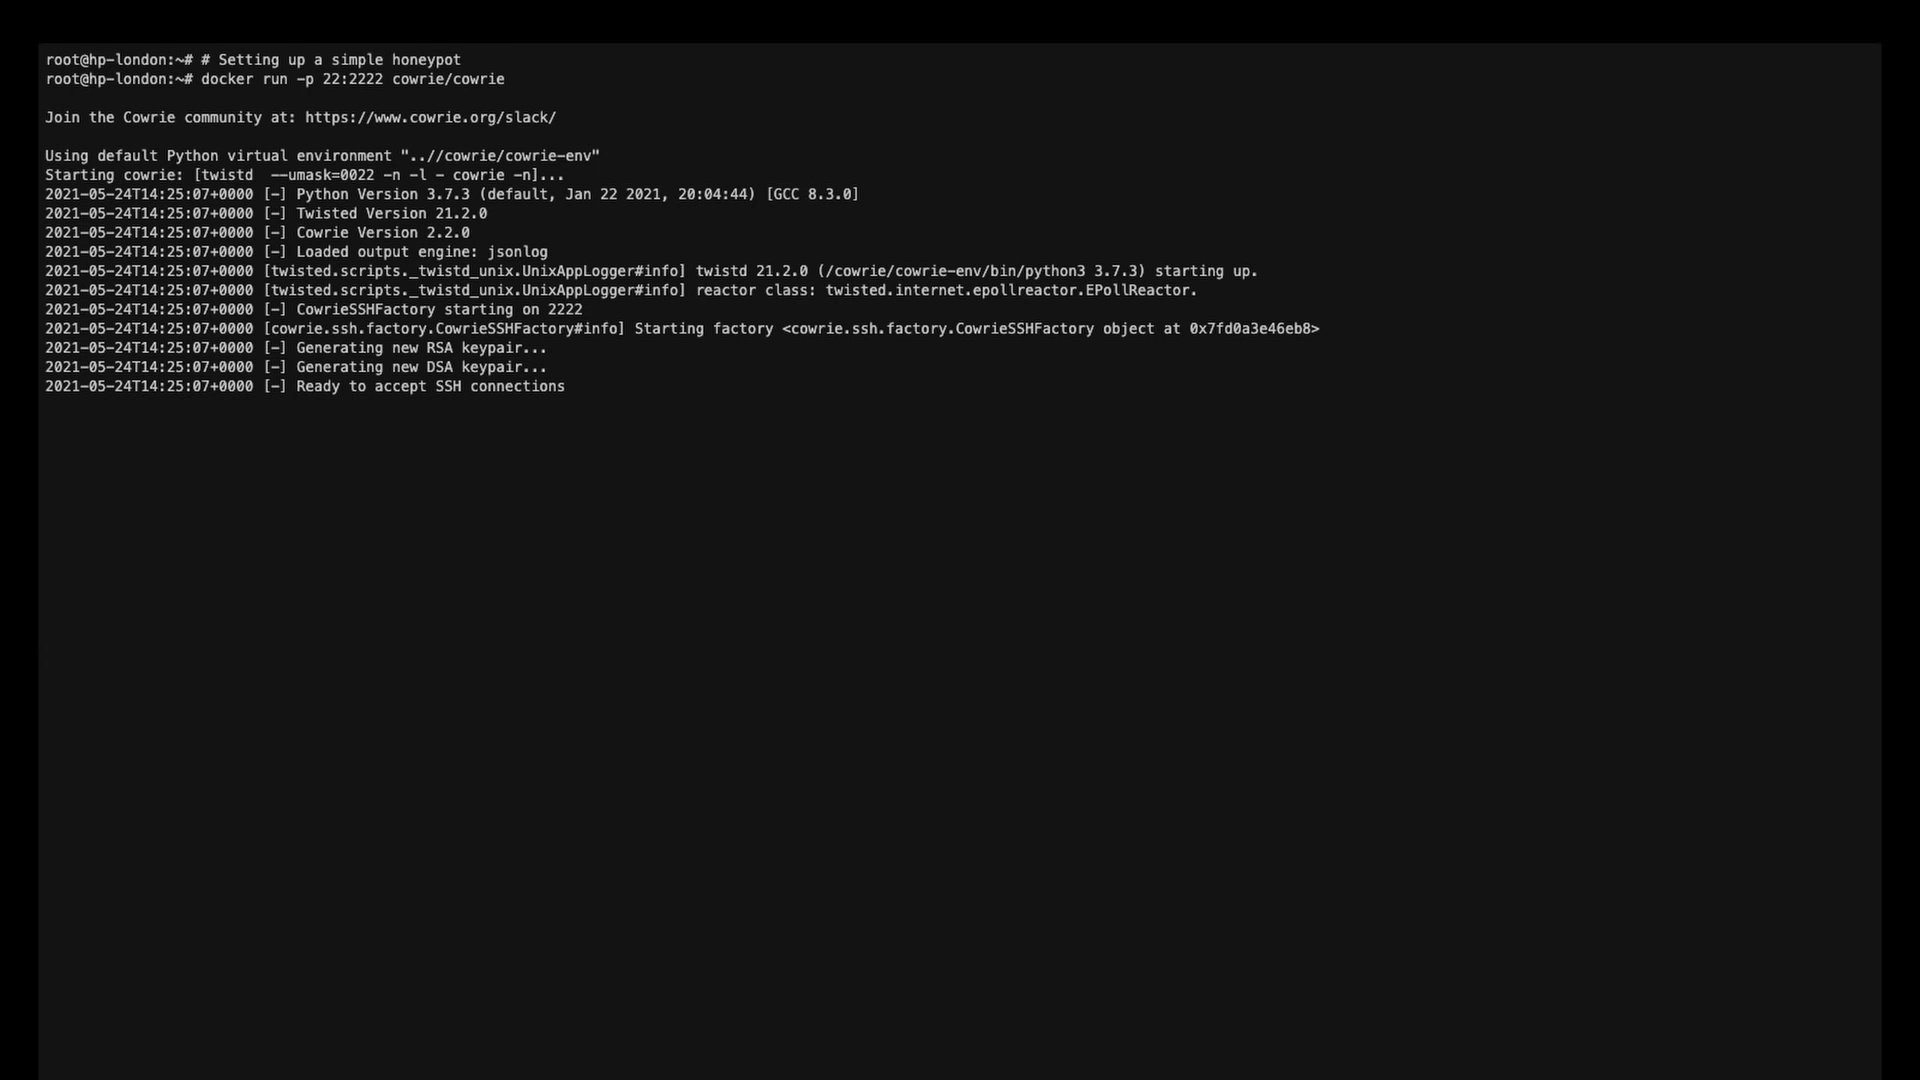 root@hp-london:~# # Setting up a simple honeypot
root@hp-london:~# docker run -p 22:2222 cowrie/cowrie
Join the Cowrie community at: https://www.cowrie.org/slack/
Using default Python virtual environment "..//cowrie/cowrie-env"
Starting cowrie: [twistd  --umask=0022 -n -l - cowrie -n]...
2021-05-24T14:25:07+0000 [-] Python Version 3.7.3 (default, Jan 22 2021, 20:04:44) [GCC 8.3.0]
2021-05-24T14:25:07+0000 [-] Twisted Version 21.2.0
2021-05-24T14:25:07+0000 [-] Cowrie Version 2.2.0
2021-05-24T14:25:07+0000 [-] Loaded output engine: jsonlog
2021-05-24T14:25:07+0000 [twisted.scripts._twistd_unix.UnixAppLogger#info] twistd 21.2.0 (/cowrie/cowrie-env/bin/python3 3.7.3) starting up.
2021-05-24T14:25:07+0000 [twisted.scripts._twistd_unix.UnixAppLogger#info] reactor class: twisted.internet.epollreactor.EPollReactor.
2021-05-24T14:25:07+0000 [-] CowrieSSHFactory starting on 2222
2021-05-24T14:25:07+0000 [cowrie.ssh.factory.CowrieSSHFactory#info] Starting factory <cowrie.ssh.factory.CowrieSSHFactory object at 0x7fd0a3e46eb8>
2021-05-24T14:25:07+0000 [-] Generating new RSA keypair...
2021-05-24T14:25:07+0000 [-] Generating new DSA keypair...
2021-05-24T14:25:07+0000 [-] Ready to accept SSH connections